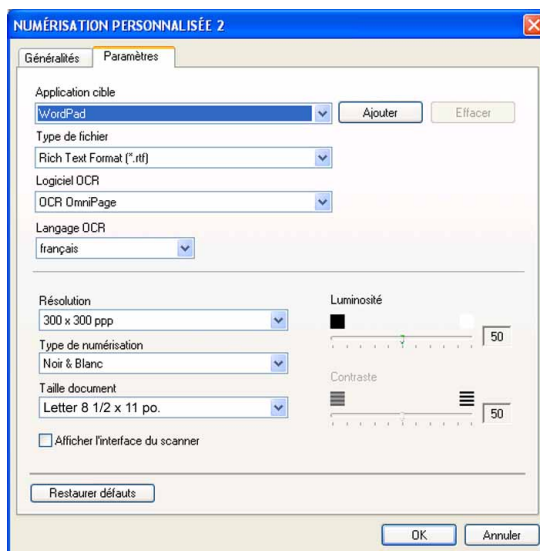 NUMÉRISATION PERSONNALISÉE 2
Généralités Paramètres
Application cible
WordPad Ajouter Effacer
Type de fichier
Rich Text Format (*.rtf)
Logiciel OCR
OCR OmniPage
Langage OCR
français
Résolution Luminosité
300 x 300 ppp 50
Type de numérisation
Noir & Blanc
Taille document Contraste
Letter 8 1/2 x 11 po. 50
Afficher l'interface du scanner
Restaurer défauts
OK Annuler